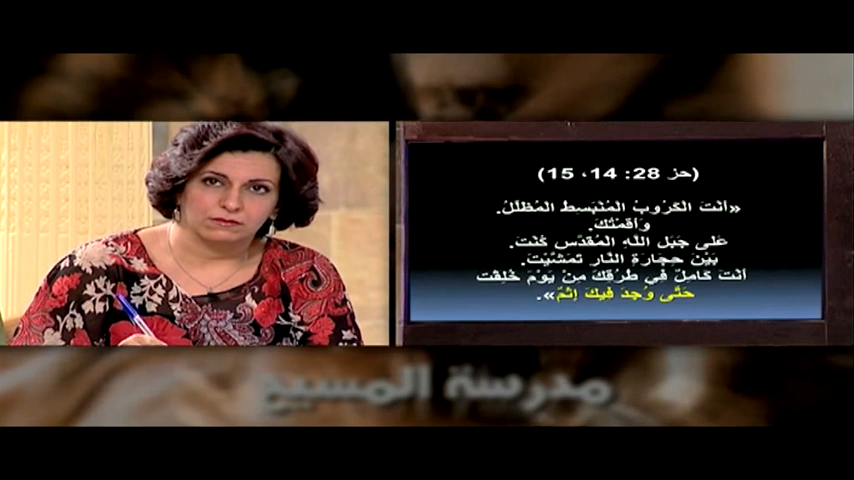 (حز 28: 14، 15)
«أَنْتَ الْكَرُوبُ الْمُنْبَسِطُ الْمُظَلِّلُ.
وَأَقَمْتُكَ.
عَلَى جَبَلِ اللهِ الْمُقَدَّسِ كُنْتَ.
بَيْنَ حِجَارَةِ النَّارِ تَمَشَّيْتَ.
أَنْتَ كَامِلٌ فِي طُرُقِكَ مِنْ يَوْمَ خُلِقْتَ
حَتَّى وُجِدَ فِيكَ إِثْمٌ».
مدرسة المسيح